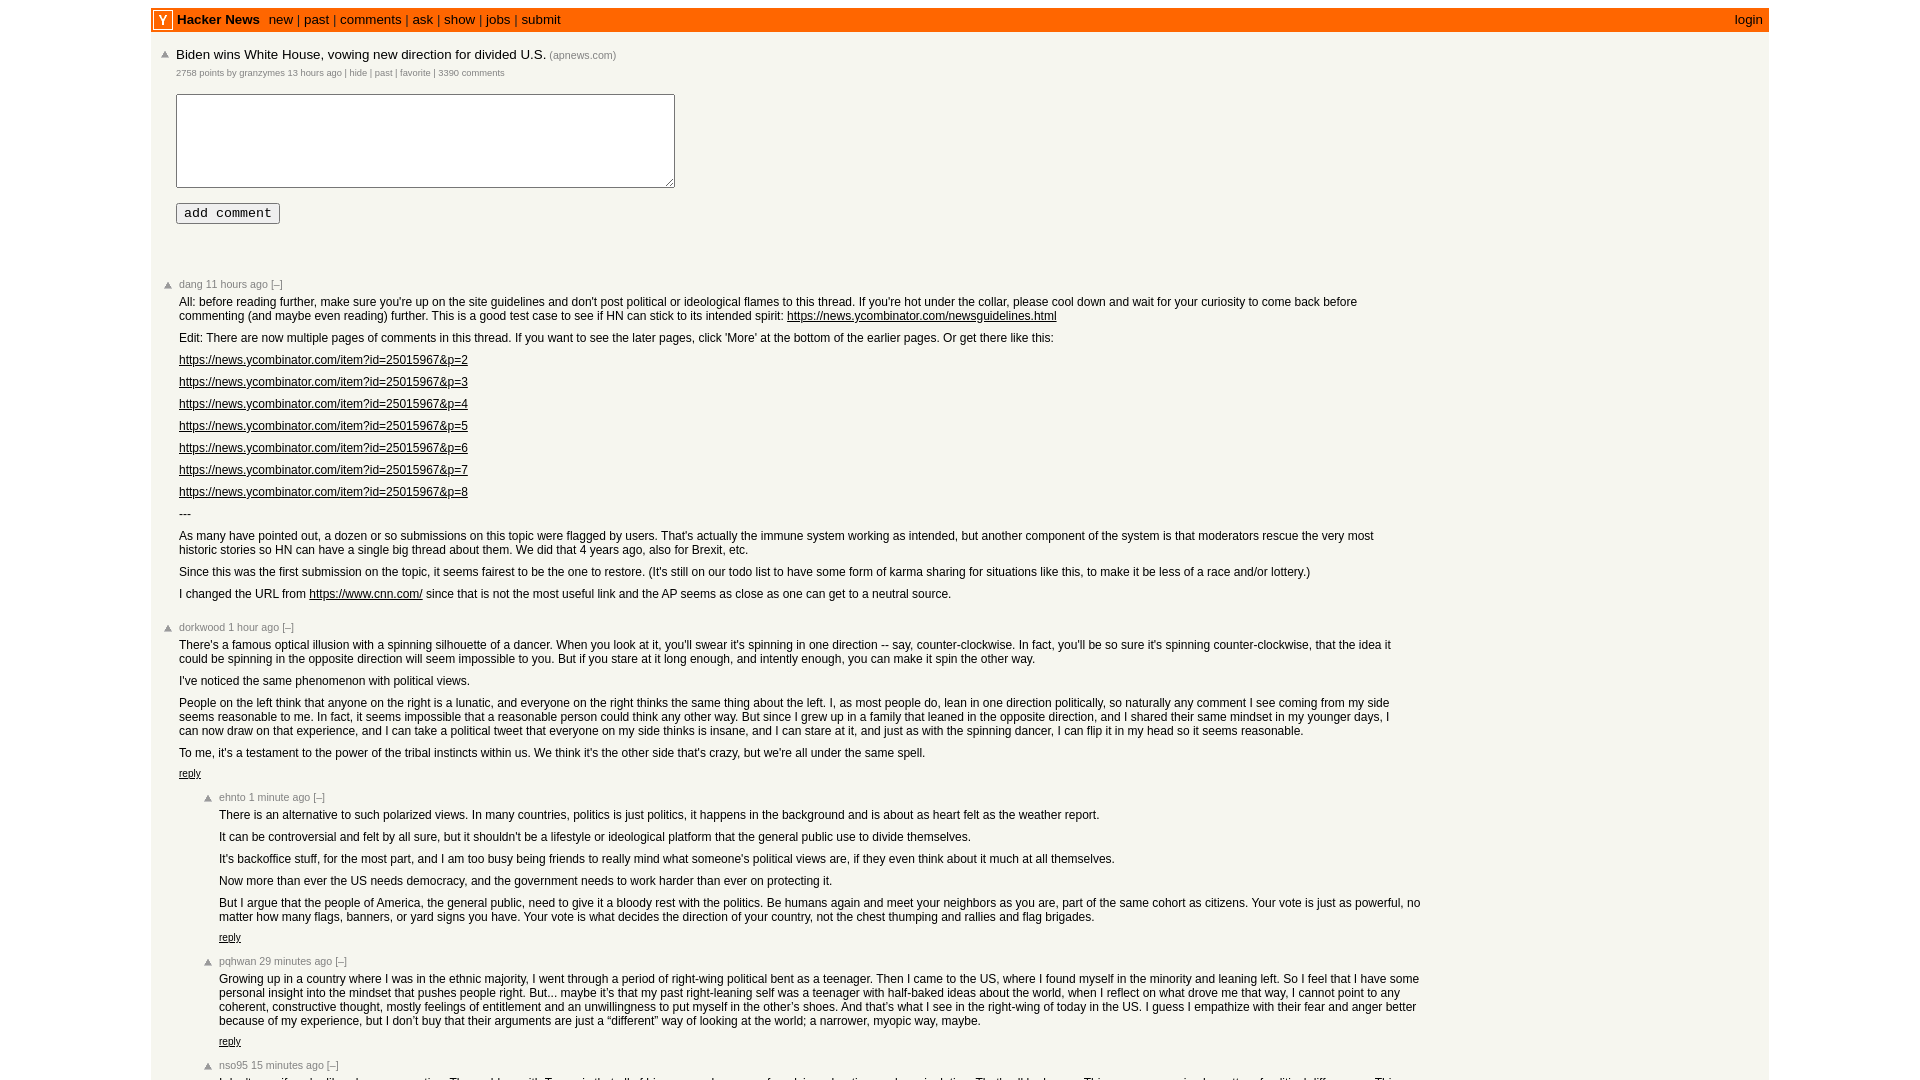 Y Hacker News new | past | comments | ask | show | jobs | submit login
Biden wins White House, vowing new direction for divided U.S. (apnews.com)
2758 points by granzymes 13 hours ago | hide | past | favorite | 3390 comments
add comment
dang 11 hours ago [–]
All: before reading further, make sure you're up on the site guidelines and don't post political or ideological flames to this thread. If you're hot under the collar, please cool down and wait for your curiosity to come back before
commenting (and maybe even reading) further. This is a good test case to see if HN can stick to its intended spirit: https://news.ycombinator.com/newsguidelines.html
Edit: There are now multiple pages of comments in this thread. If you want to see the later pages, click 'More' at the bottom of the earlier pages. Or get there like this:
https://news.ycombinator.com/item?id=25015967&p=2
https://news.ycombinator.com/item?id=25015967&p=3
https://news.ycombinator.com/item?id=25015967&p=4
https://news.ycombinator.com/item?id=25015967&p=5
https://news.ycombinator.com/item?id=25015967&p=6
https://news.ycombinator.com/item?id=25015967&p=7
https://news.ycombinator.com/item?id=25015967&p=8
---
As many have pointed out, a dozen or so submissions on this topic were flagged by users. That's actually the immune system working as intended, but another component of the system is that moderators rescue the very most
historic stories so HN can have a single big thread about them. We did that 4 years ago, also for Brexit, etc.
Since this was the first submission on the topic, it seems fairest to be the one to restore. (It's still on our todo list to have some form of karma sharing for situations like this, to make it be less of a race and/or lottery.)
I changed the URL from https://www.cnn.com/ since that is not the most useful link and the AP seems as close as one can get to a neutral source.
dorkwood 1 hour ago [–]
There's a famous optical illusion with a spinning silhouette of a dancer. When you look at it, you'll swear it's spinning in one direction -- say, counter-clockwise. In fact, you'll be so sure it's spinning counter-clockwise, that the idea it
could be spinning in the opposite direction will seem impossible to you. But if you stare at it long enough, and intently enough, you can make it spin the other way.
I've noticed the same phenomenon with political views.
People on the left think that anyone on the right is a lunatic, and everyone on the right thinks the same thing about the left. I, as most people do, lean in one direction politically, so naturally any comment I see coming from my side
seems reasonable to me. In fact, it seems impossible that a reasonable person could think any other way. But since I grew up in a family that leaned in the opposite direction, and I shared their same mindset in my younger days, I
can now draw on that experience, and I can take a political tweet that everyone on my side thinks is insane, and I can stare at it, and just as with the spinning dancer, I can flip it in my head so it seems reasonable.
To me, it's a testament to the power of the tribal instincts within us. We think it's the other side that's crazy, but we're all under the same spell.
reply
ehnto 1 minute ago [–]
There is an alternative to such polarized views. In many countries, politics is just politics, it happens in the background and is about as heart felt as the weather report.
It can be controversial and felt by all sure, but it shouldn't be a lifestyle or ideological platform that the general public use to divide themselves.
It's backoffice stuff, for the most part, and I am too busy being friends to really mind what someone's political views are, if they even think about it much at all themselves.
Now more than ever the US needs democracy, and the government needs to work harder than ever on protecting it.
But I argue that the people of America, the general public, need to give it a bloody rest with the politics. Be humans again and meet your neighbors as you are, part of the same cohort as citizens. Your vote is just as powerful, no
matter how many flags, banners, or yard signs you have. Your vote is what decides the direction of your country, not the chest thumping and rallies and flag brigades.
reply
pqhwan 29 minutes ago [–]
Growing up in a country where I was in the ethnic majority, I went through a period of right-wing political bent as a teenager. Then I came to the US, where I found myself in the minority and leaning left. So I feel that I have some
personal insight into the mindset that pushes people right. But... maybe it’s that my past right-leaning self was a teenager with half-baked ideas about the world, when I reflect on what drove me that way, I cannot point to any
coherent, constructive thought, mostly feelings of entitlement and an unwillingness to put myself in the other’s shoes. And that’s what I see in the right-wing of today in the US. I guess I empathize with their fear and anger better
because of my experience, but I don’t buy that their arguments are just a “different” way of looking at the world; a narrower, myopic way, maybe.
reply
nso95 15 minutes ago [–]